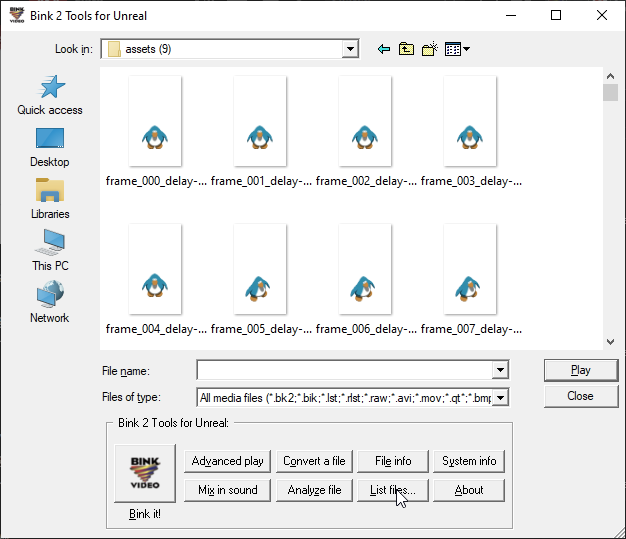 Bink 2 Tools for Unreal
Look in: assets (9)
Quick access
Desktop
Libraries
This PC
Network
frame_000_delay-... frame_001_delay-... frame_002_delay-... frame_003_delay-...
frame_004_delay-... frame_005_delay-... frame_006_delay-... frame_007_delay-...
File name: Play
Files of type: All media files (*.bk2;*.bik;*.lst;*.rlst;*.raw;*.avi;*.mov;*.qt*;*.bmp Close
Bink 2 Tools for Unreal:
BINK
VIDEO
Bink it!
Advanced play Convert a file File info System info
Mix in sound Analyze file List files... About